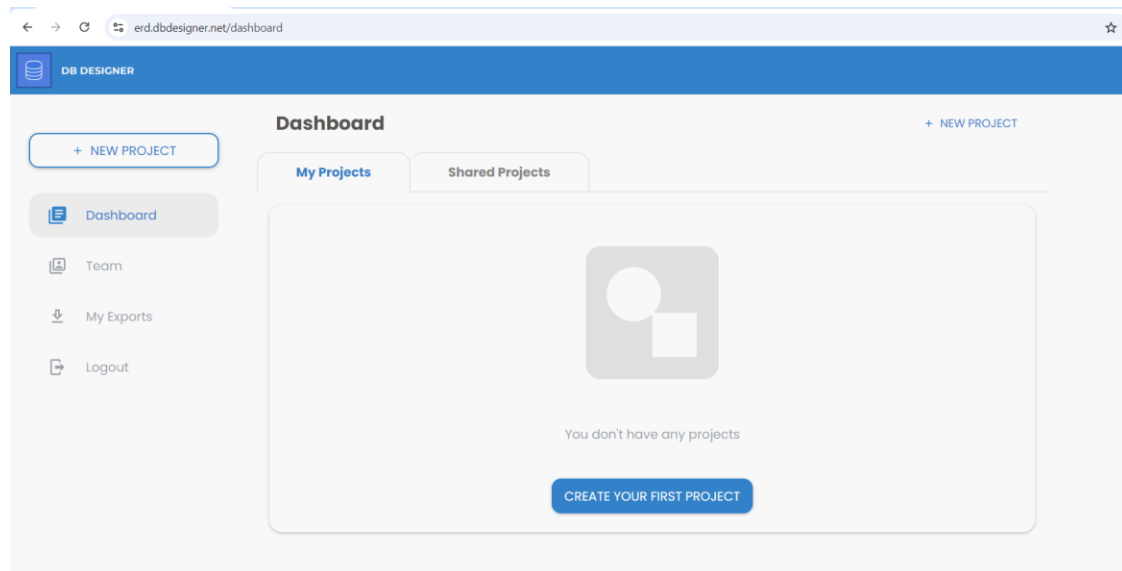 erd.dbdesigner.net/dashboard
DB DESIGNER
+ NEW PROJECT
Dashboard
Team
My Exports
Logout
Dashboard
+ NEW PROJECT
My Projects
Shared Projects
You don't have any projects
CREATE YOUR FIRST PROJECT